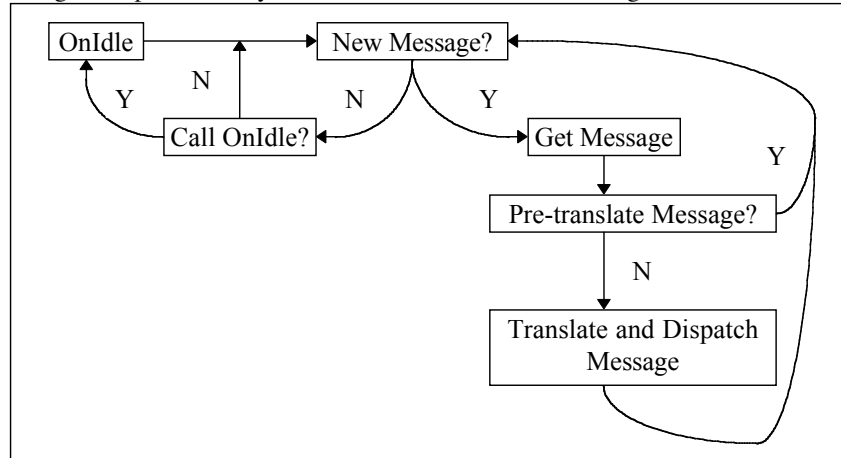 OnIdle
New Message?
N
Y
N
Y
Call OnIdle?
Get Message
Y
Pre-translate Message?
N
Translate and Dispatch
Message